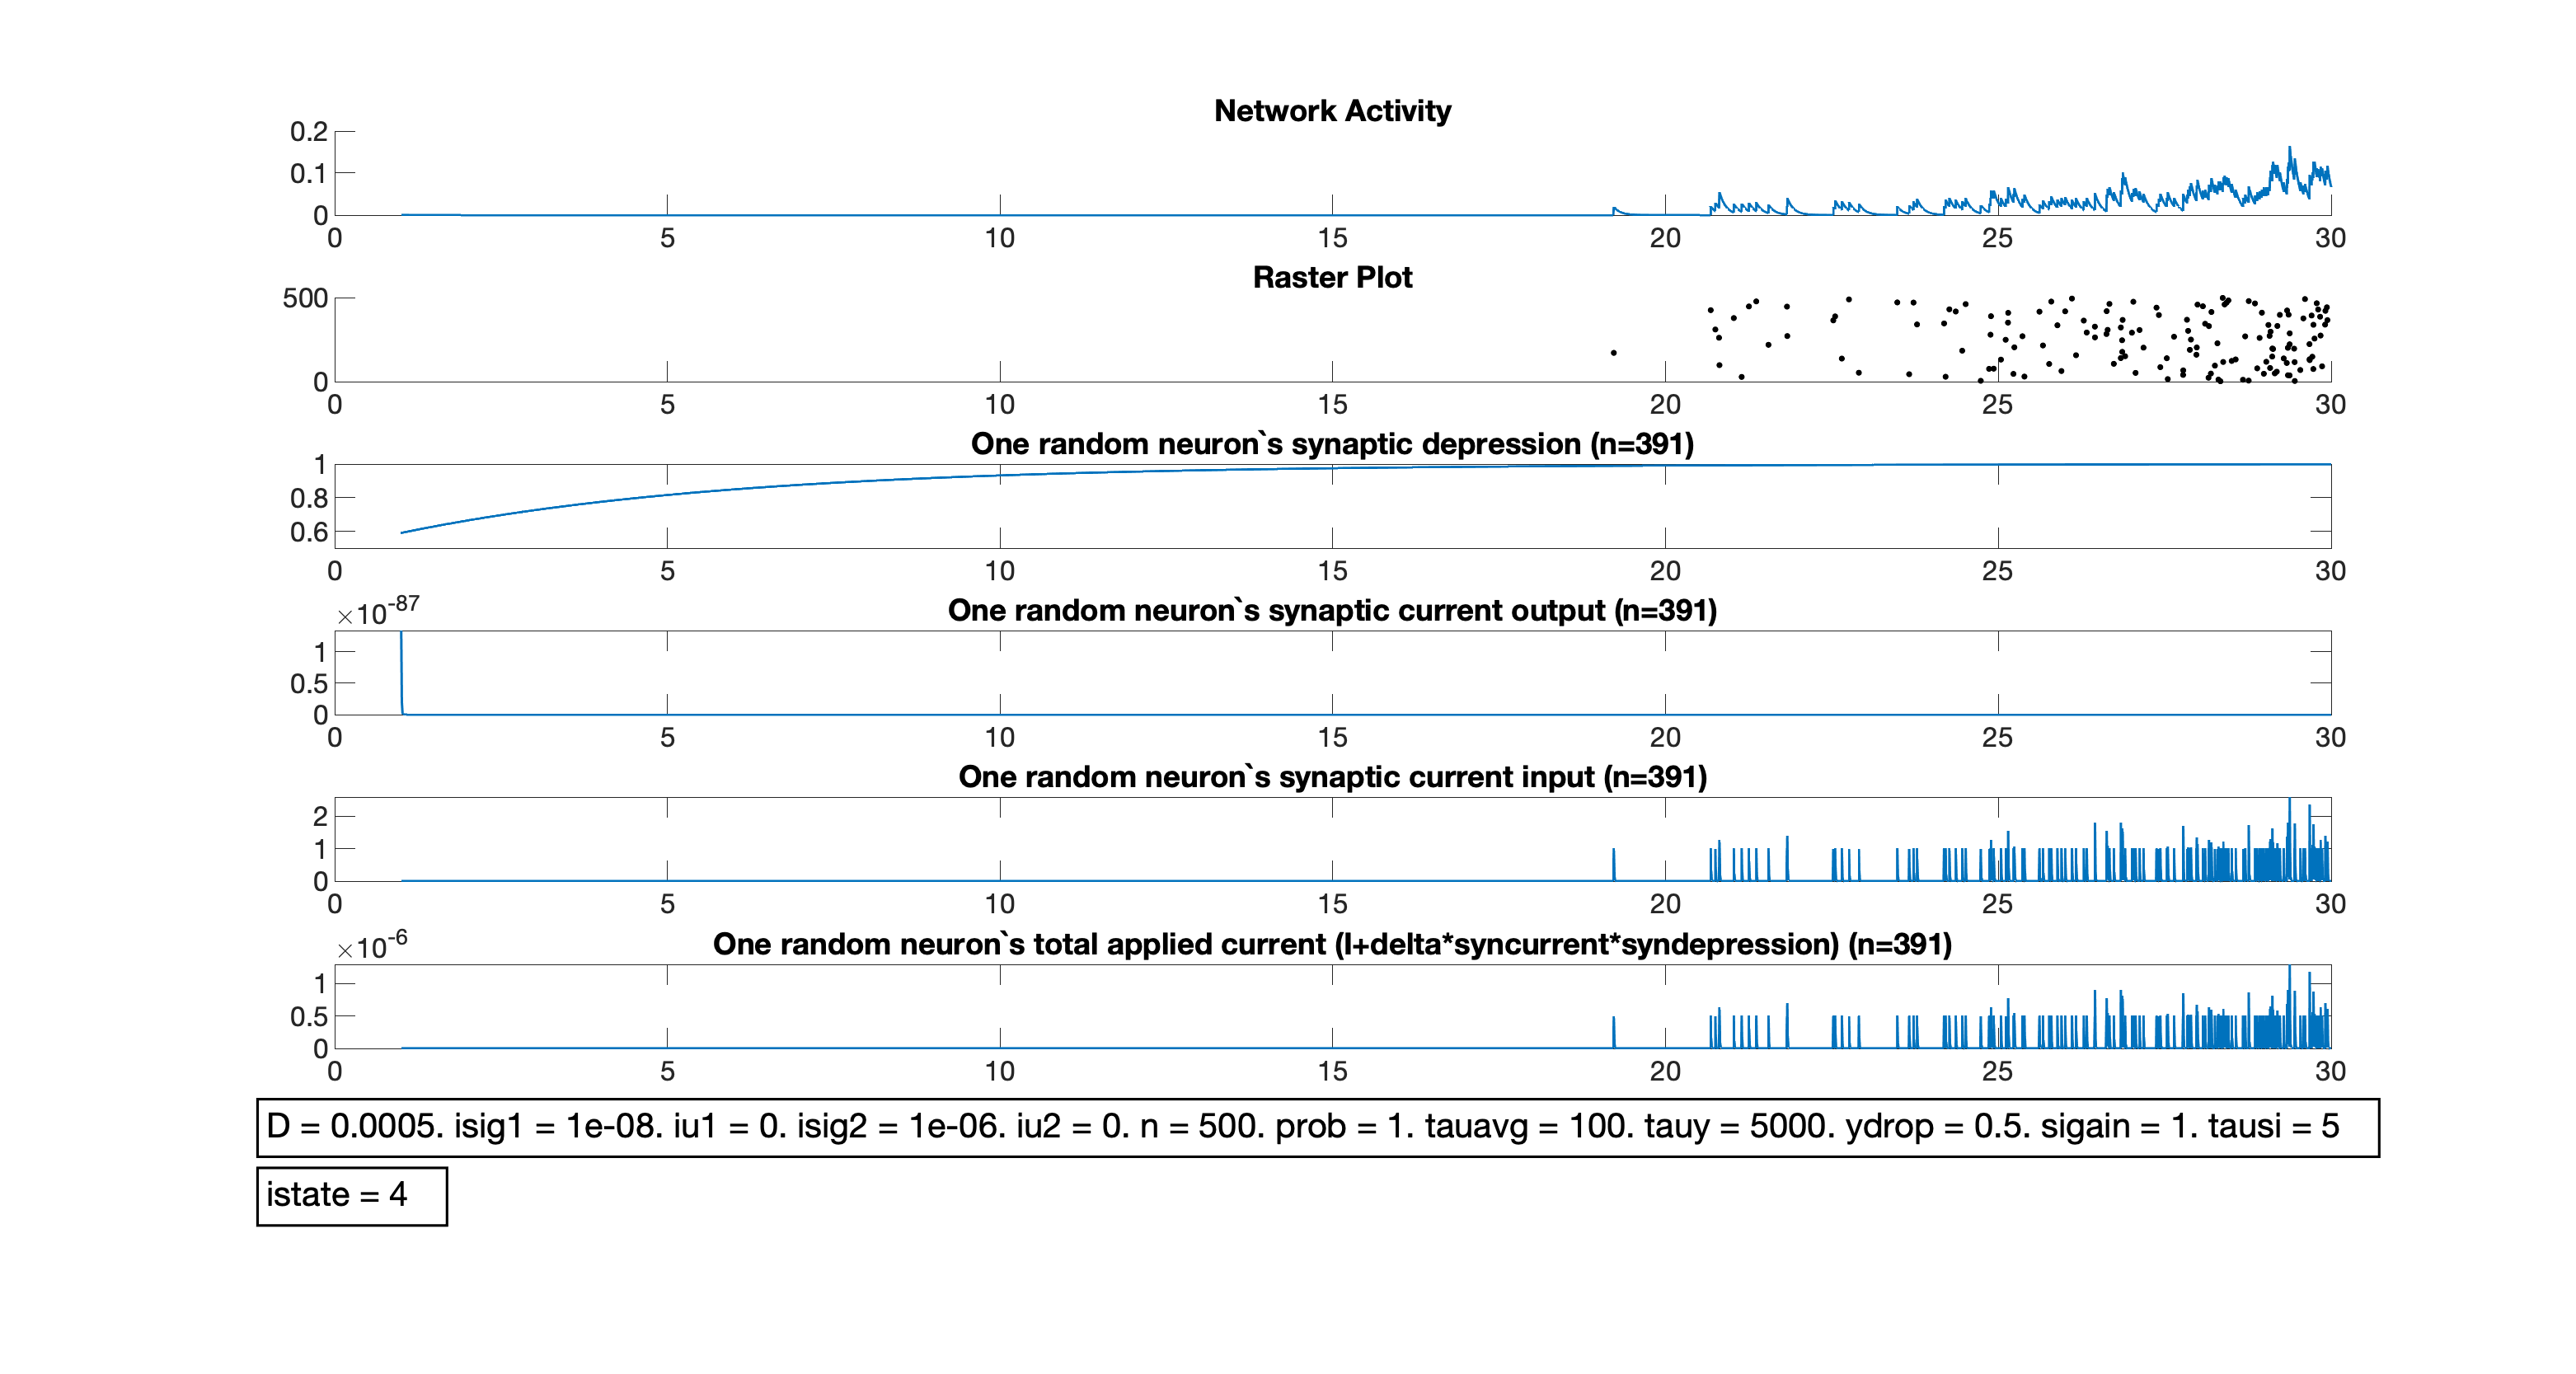 Network Activity
0.2
0.1
0
0 5 10 15 20 25 30
Raster Plot
500
0
0 5 10 15 20 25 30
One random neuron`s synaptic depression (n=391)
1
0.8
0.6
0 5 10 15 20 25 30
×10-87
One random neuron`s synaptic current output (n=391)
1
0.5
0
0 5 10 15 20 25 30
One random neuron`s synaptic current input (n=391)
2
1
0
0 5 10 15 20 25 30
×10-6
One random neuron`s total applied current (I+delta*syncurrent*syndepression) (n=391)
1
0.5
0
0 5 10 15 20 25 30
D = 0.0005. isig1 = 1e-08. iu1 = 0. isig2 = 1e-06. iu2 = 0. n = 500. prob = 1. tauavg = 100. tauy = 5000. ydrop = 0.5. sigain = 1. tausi = 5
istate = 4